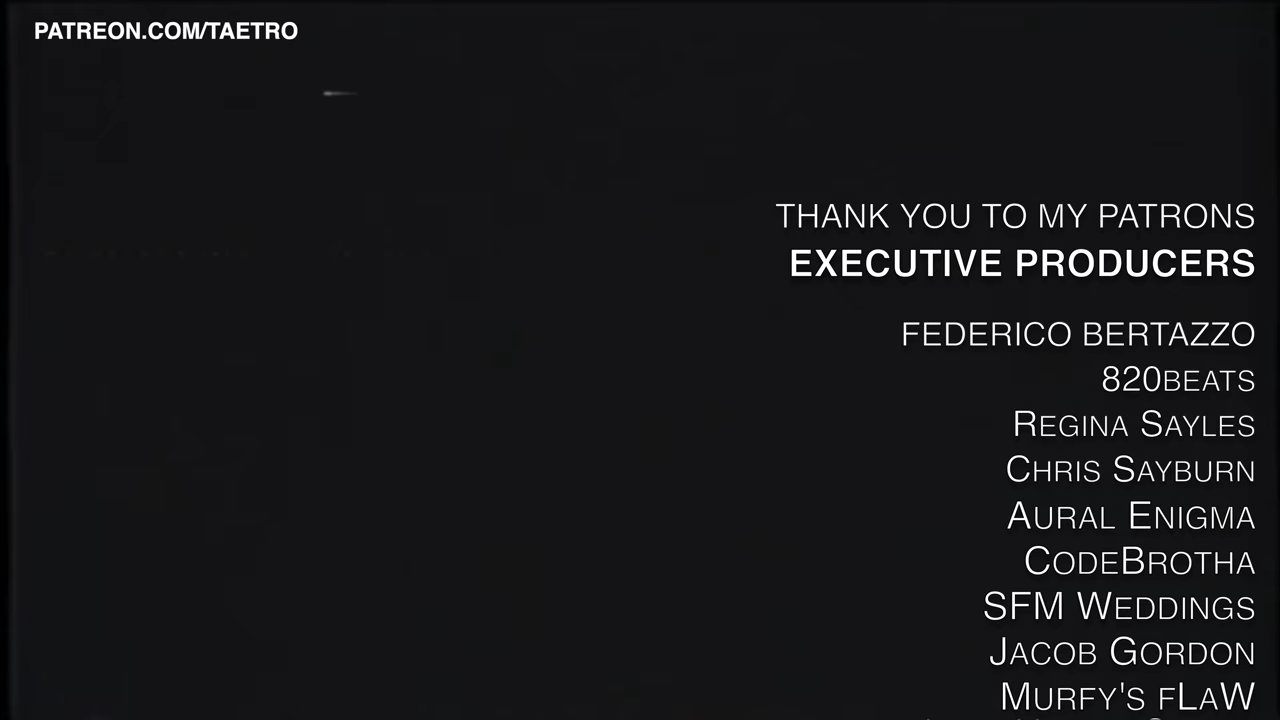 PATREON.COM/TAETRO
THANK YOU TO MY PATRONS
EXECUTIVE PRODUCERS
FEDERICO BERTAZZO
820BEATS
REGINA SAYLES
CHRIS SAYBURN
AURAL ENIGMA
CODEBROTHA
SFM WEDDINGS
JACOB GORDON
MURFY'S FLAW